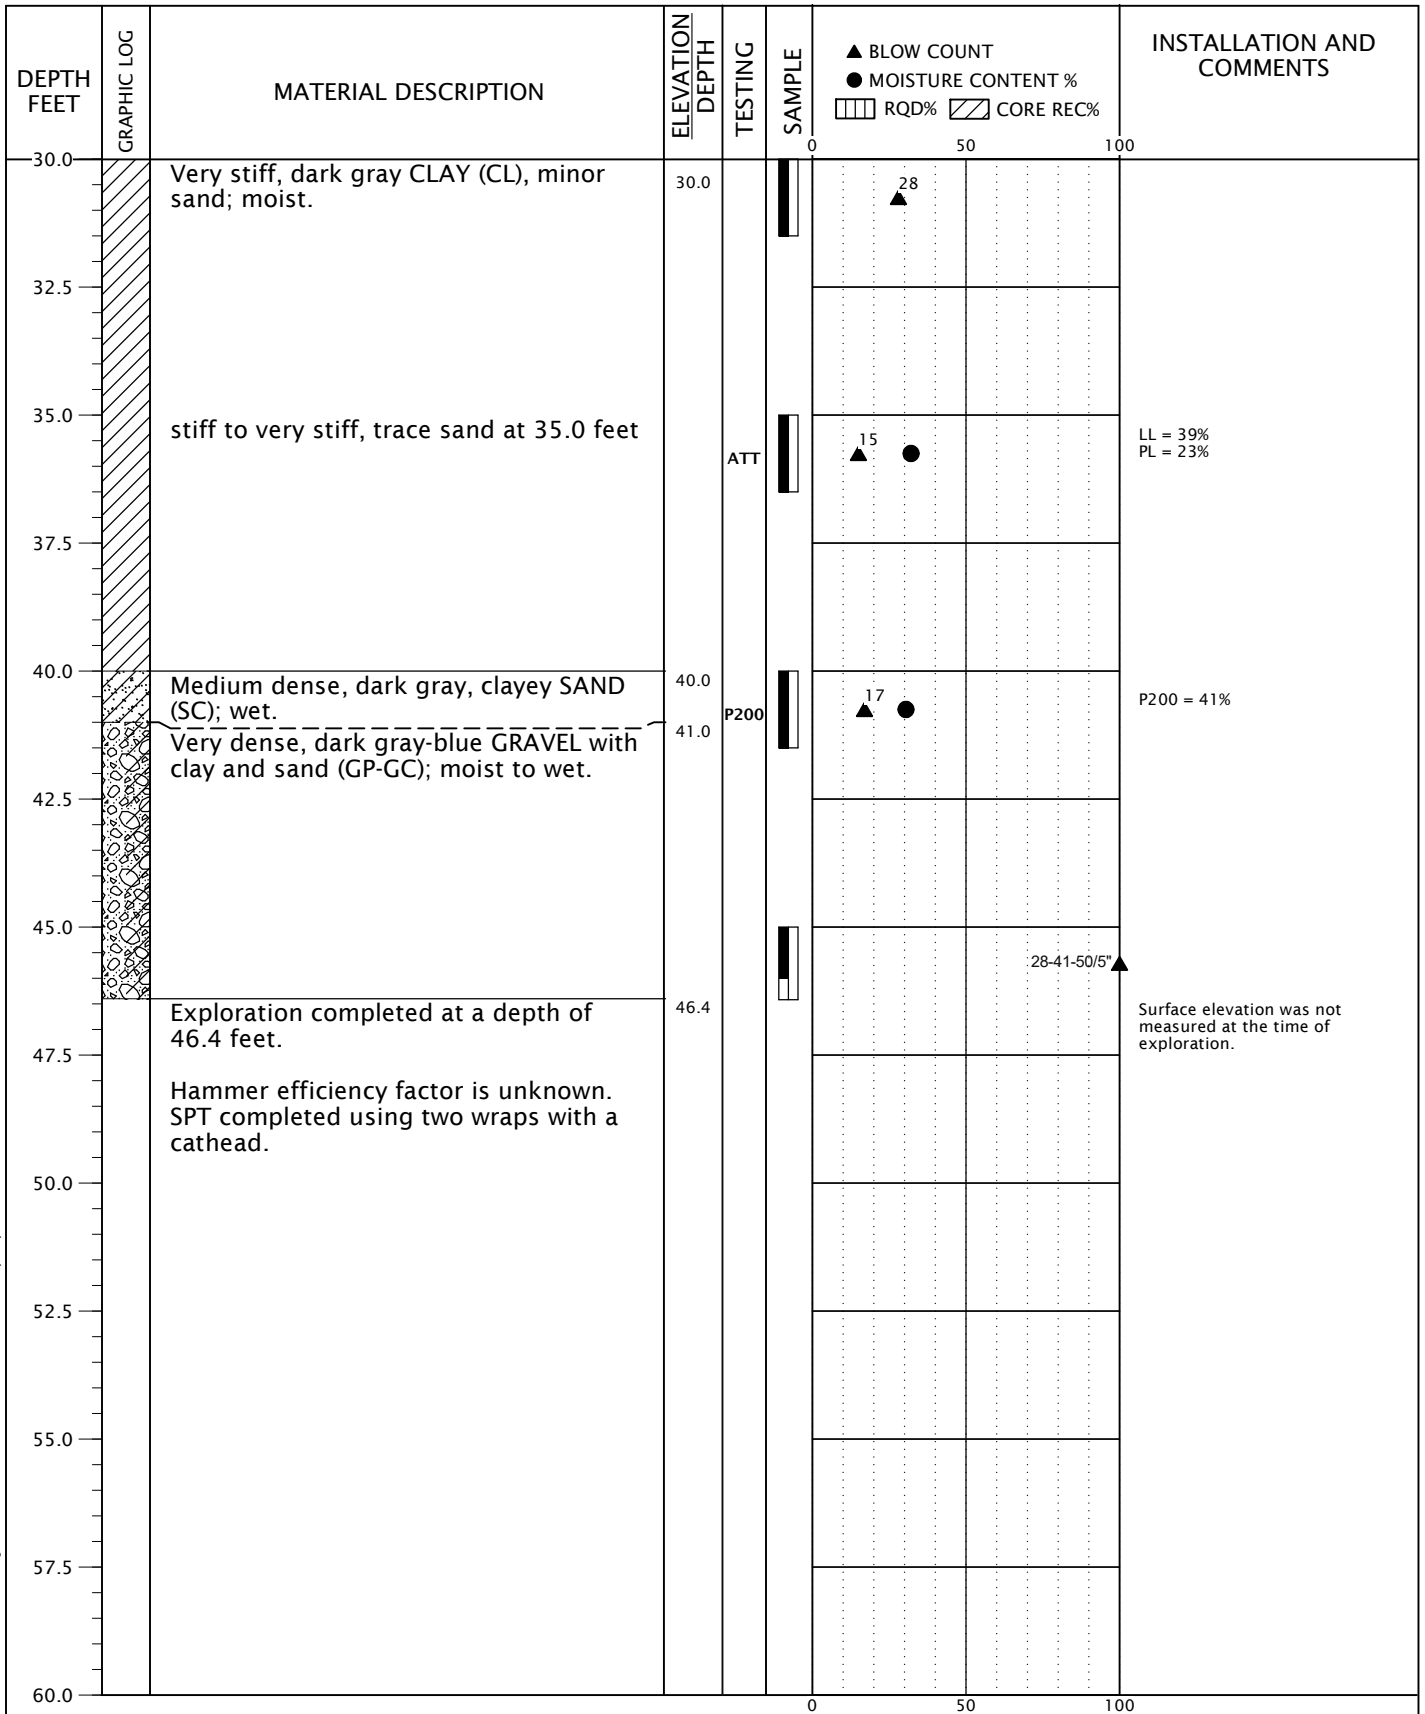 DEPTH
FEET
GRAPHIC LOG
MATERIAL DESCRIPTION
ELEVATION
DEPTH
TESTING
SAMPLE
▲ BLOW COUNT
● MOISTURE CONTENT %
RQD% CORE REC%
0 50 100
INSTALLATION AND
COMMENTS
30.0
Very stiff, dark gray CLAY (CL), minor
sand; moist.
30.0
28
32.5
35.0
stiff to very stiff, trace sand at 35.0 feet
ATT
15
LL = 39%
PL = 23%
37.5
40.0
Medium dense, dark gray, clayey SAND
(SC); wet.
40.0
P200
17
P200 = 41%
Very dense, dark gray-blue GRAVEL with
clay and sand (GP-GC); moist to wet.
41.0
42.5
45.0
28-41-50/5"
Exploration completed at a depth of
46.4 feet.
46.4
Surface elevation was not
measured at the time of
exploration.
47.5
Hammer efficiency factor is unknown.
SPT completed using two wraps with a
cathead.
50.0
52.5
55.0
57.5
60.0
0 50 100